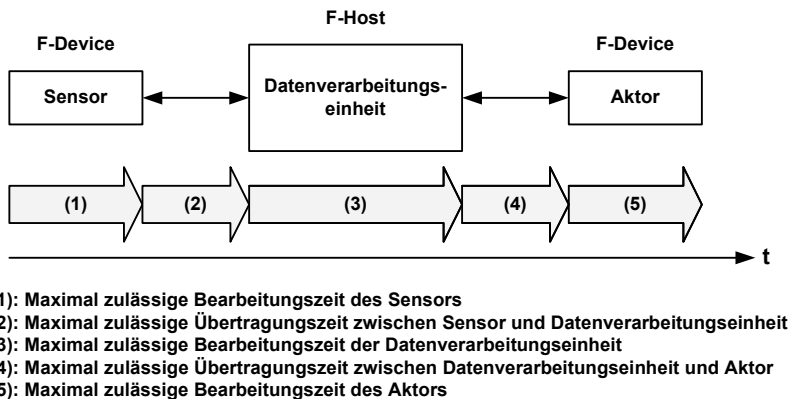 F-Host
F-Device
F-Device
Sensor
Datenverarbeitungs-
einheit
Aktor
(1)
(2)
(3)
(4)
(5)
t
1): Maximal zulässige Bearbeitungszeit des Sensors
2): Maximal zulässige Übertragungszeit zwischen Sensor und Datenverarbeitungseinheit
3): Maximal zulässige Bearbeitung der Datenverarbeitungseinheit
4): Maximal zulässige Übertragungszeit zwischen Datenverarbeitungseinheit und Aktor
5): Maximal zulässige Bearbeitungszeit des Aktors